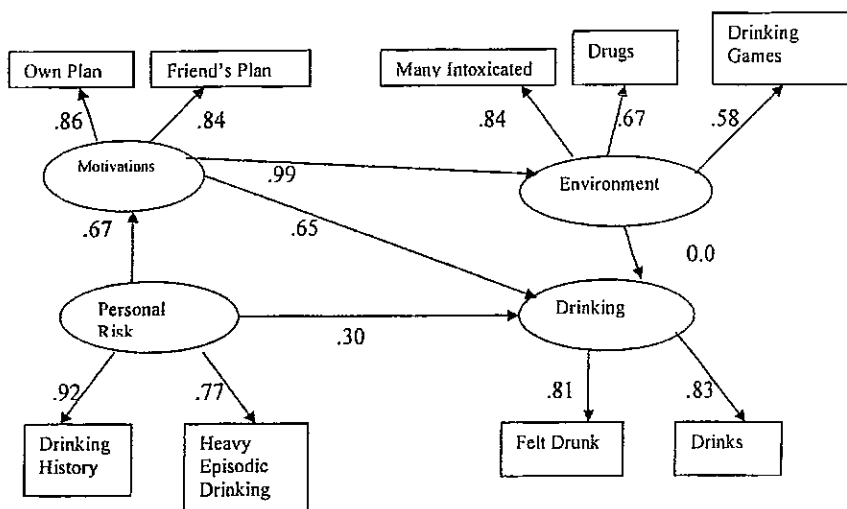 Own Plan
Friend's Plan
Many Intoxicated
Drugs
Drinking
Games
.86
.84
.84
.67
.58
Motivations
.99
Environment
.67
.65
0.0
Personal
Risk
.30
Drinking
.92
.77
.81
.83
Drinking
History
Heavy
Episodic
Drinking
Felt Drunk
Drinks